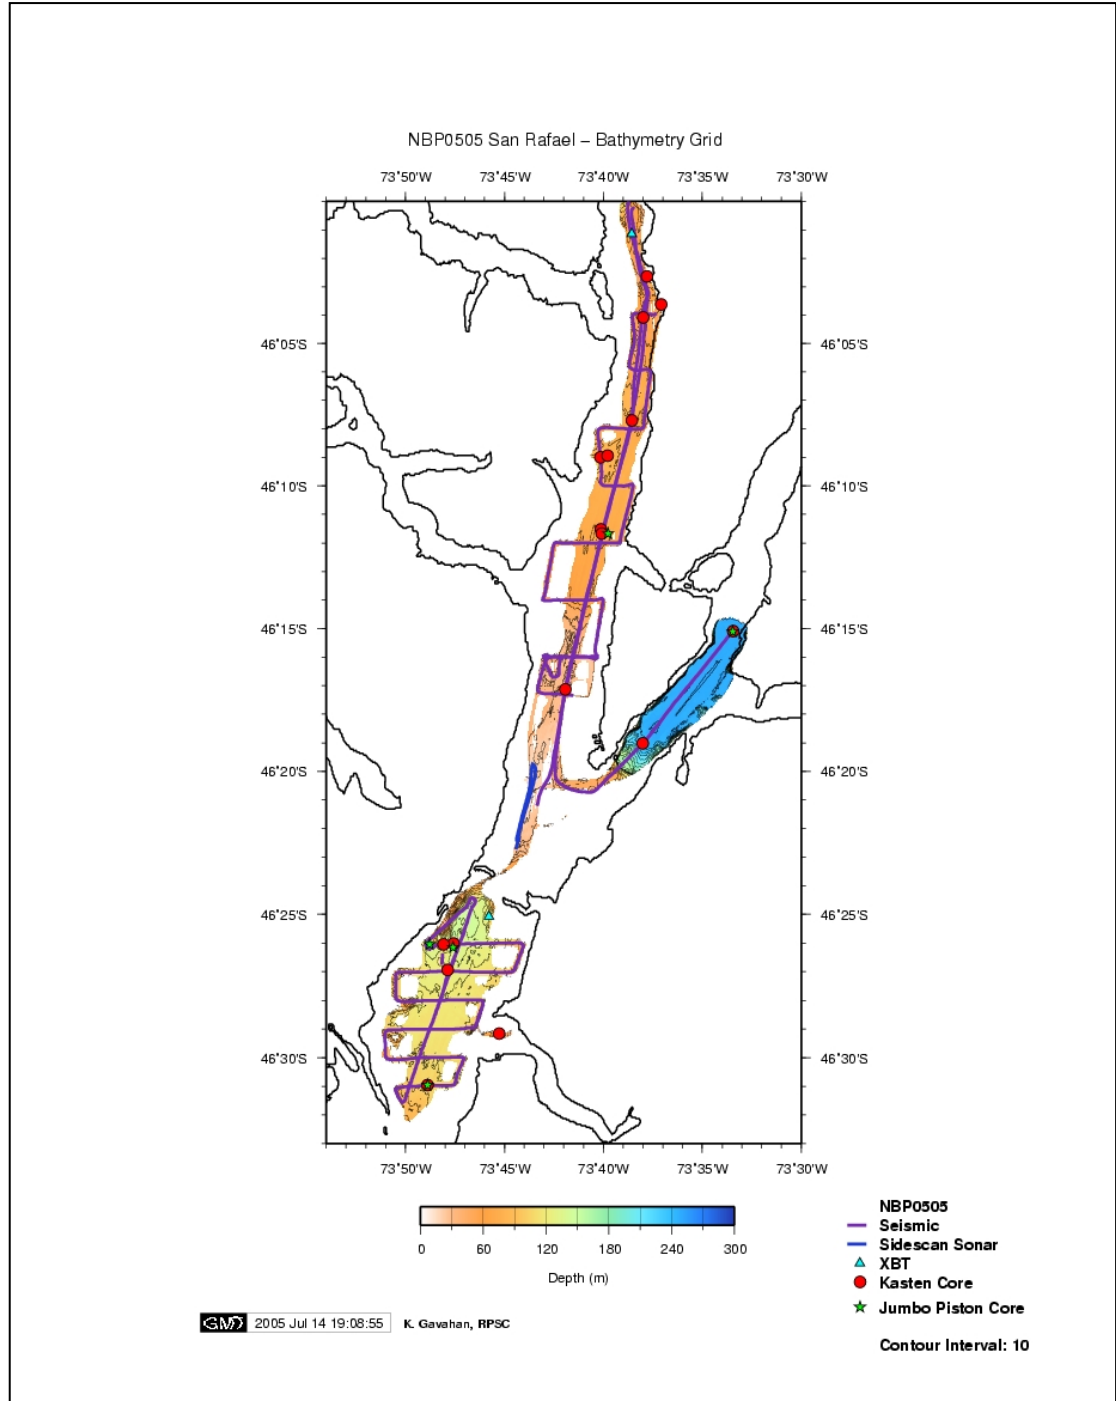 NBP0505 San Rafael – Bathymetry Grid
73°50'W 73°45'W 73°40'W 73°35'W 73°30'W
46°05'S 46°05'S
46°10'S 46°10'S
46°15'S 46°15'S
46°20'S 46°20'S
46°25'S 46°25'S
46°30'S 46°30'S
73°50'W 73°45'W 73°40'W 73°35'W 73°30'W
0 60 120 180 240 300
Depth (m)
NBP0505
Seismic
Sidescan Sonar
XBT
Kasten Core
Jumbo Piston Core
Contour Interval: 10
GMT 2005 Jul 14 19:08:55 K. Gavahan, RPSC